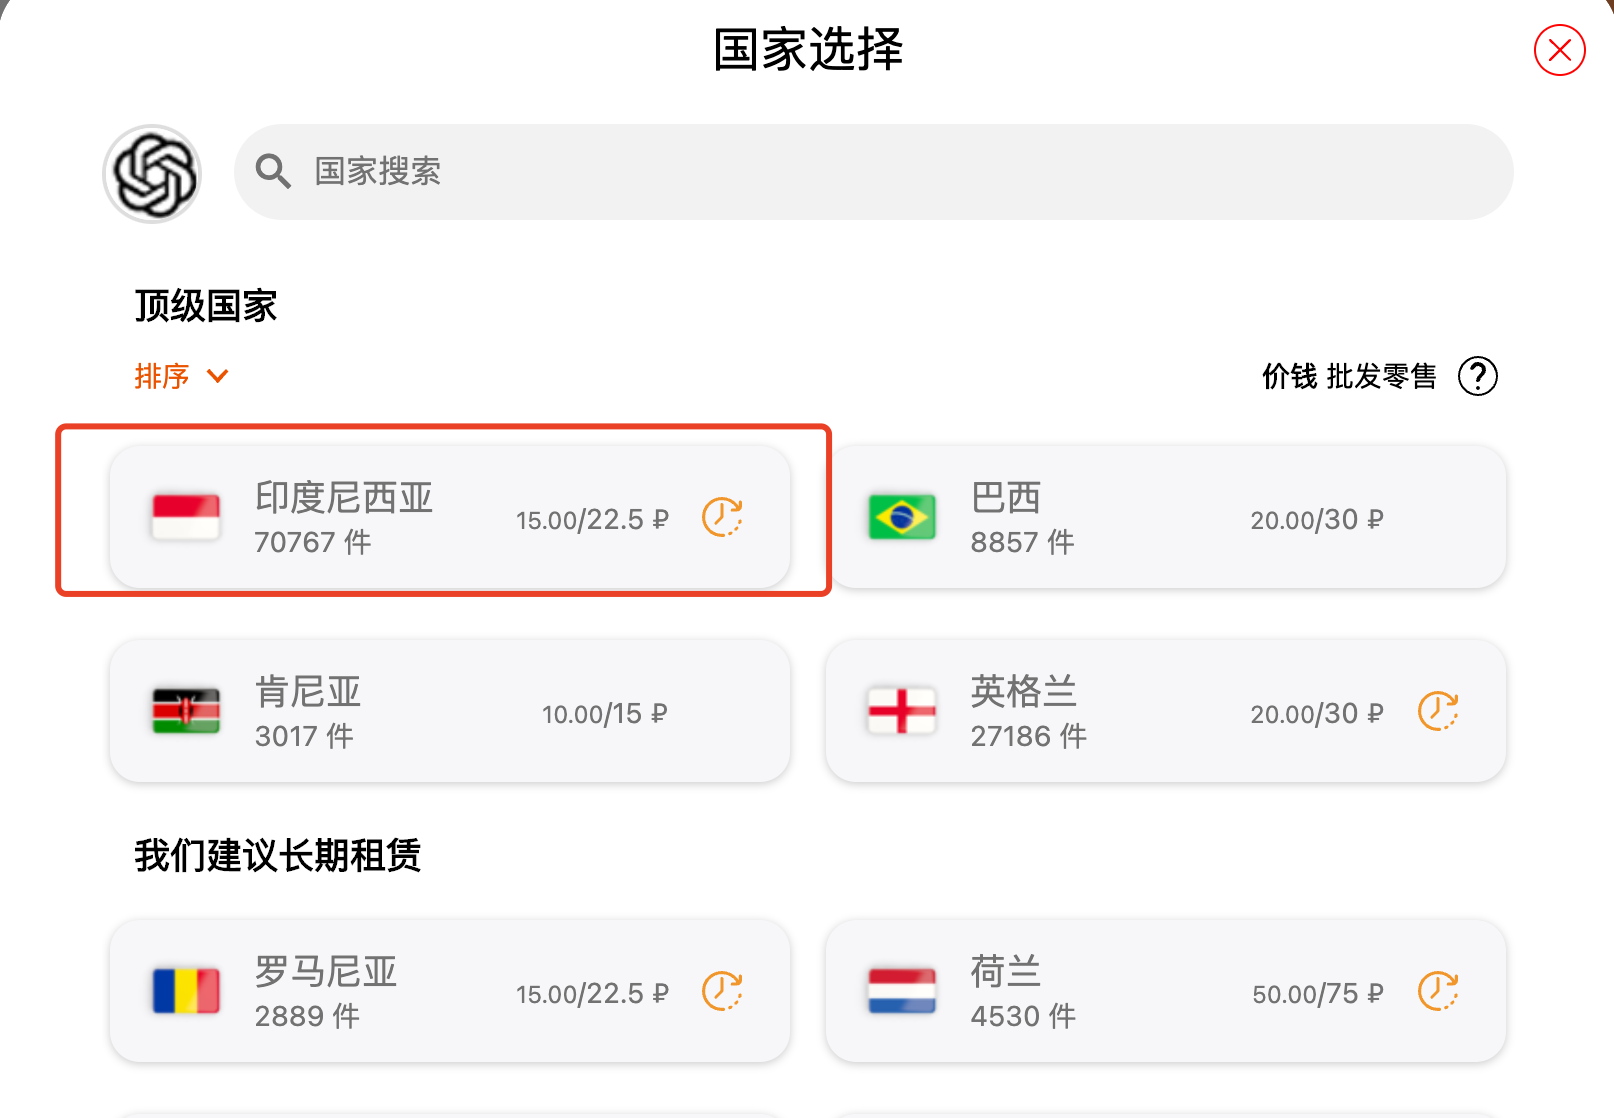 国家选择
国家搜索
顶级国家
排序
价钱 批发零售 ?
印度尼西亚
70767 件
15.00/22.5 ₽
巴西
8857 件
20.00/30 ₽
肯尼亚
3017 件
10.00/15 ₽
英格兰
27186 件
20.00/30 ₽
我们建议长期租赁
罗马尼亚
2889 件
15.00/22.5 ₽
荷兰
4530 件
50.00/75 ₽